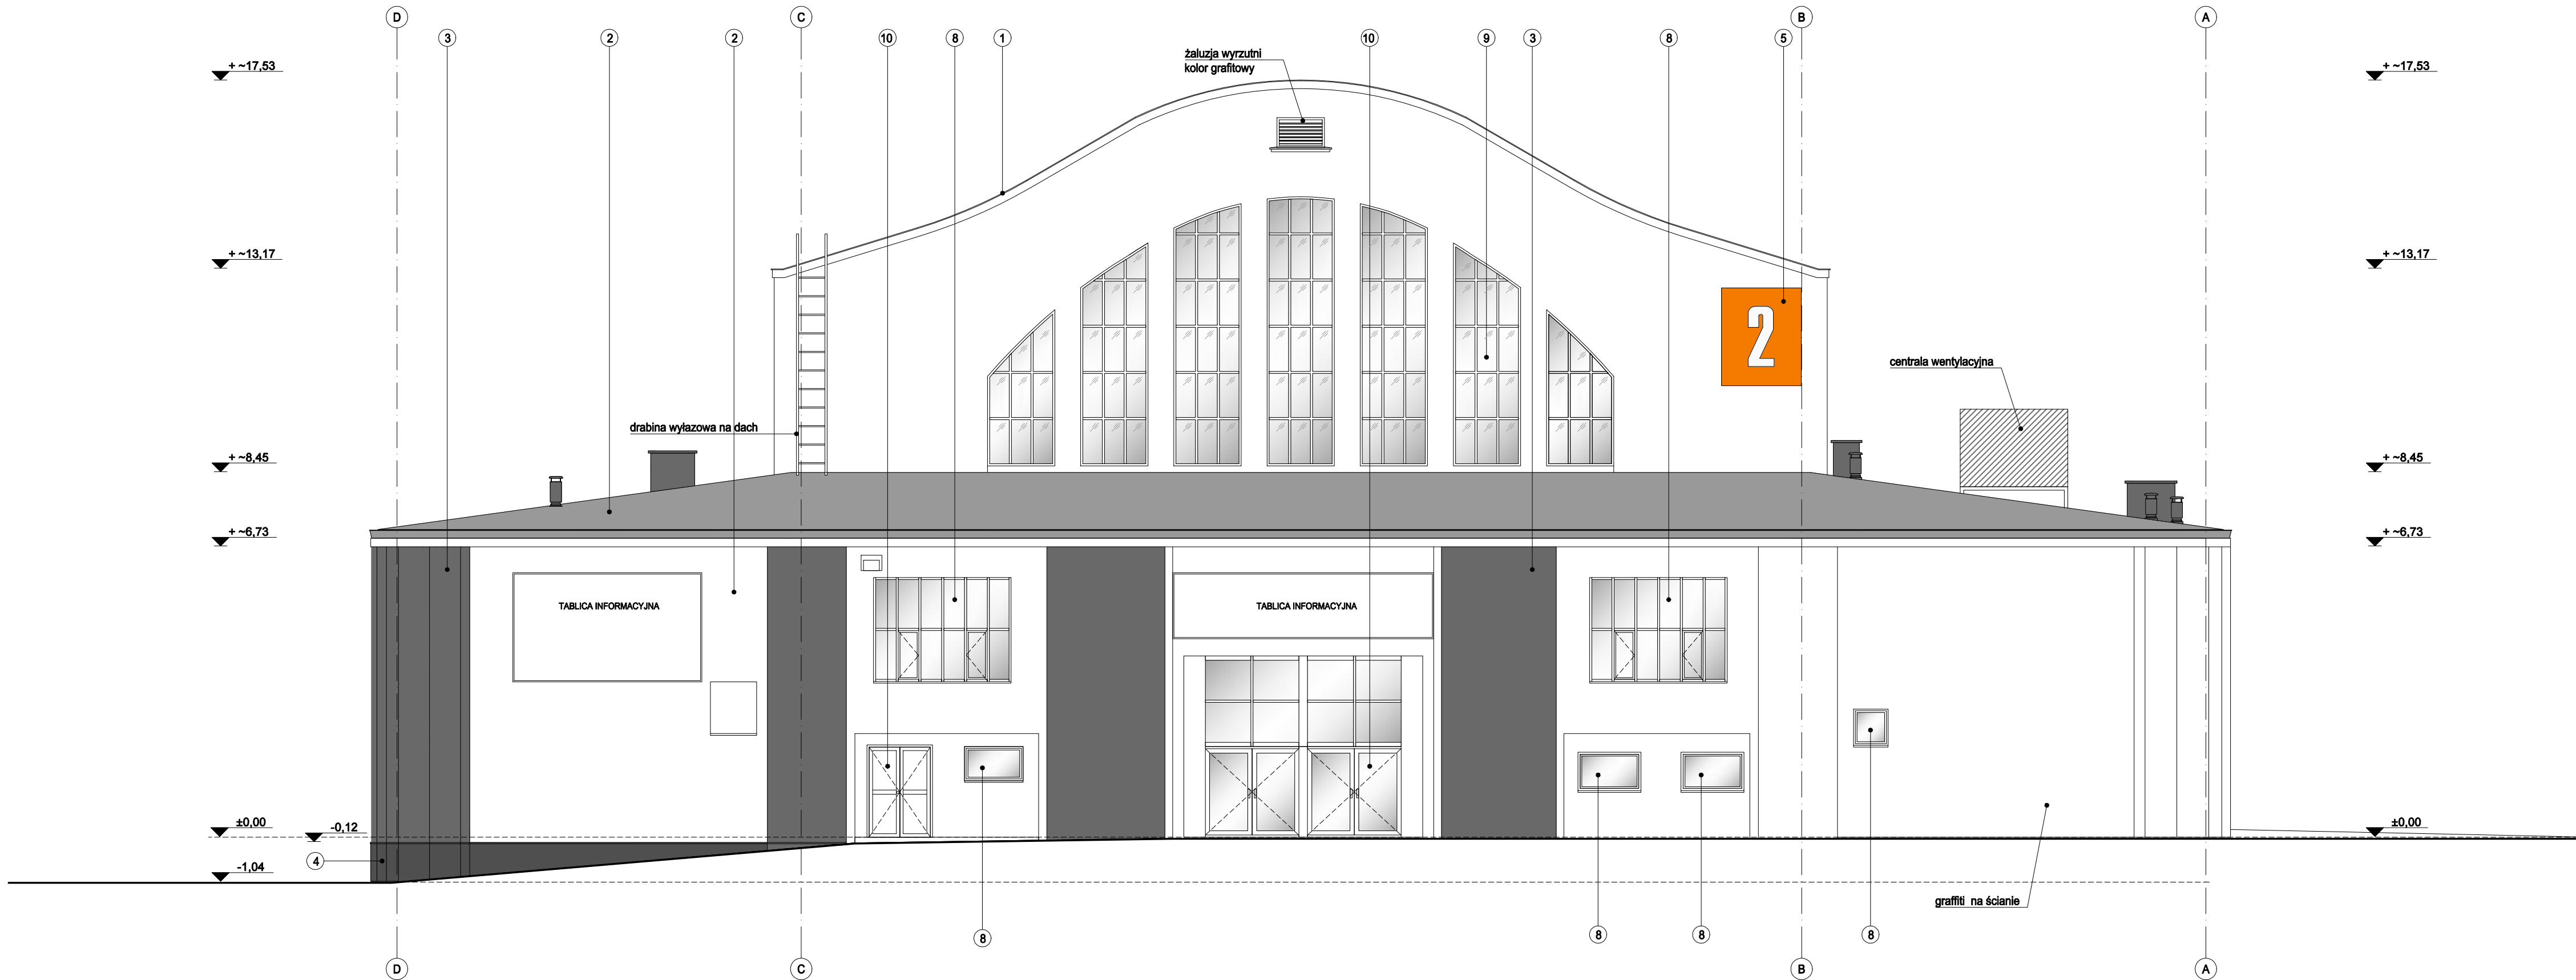 D
C
B
A
3
2
2
10
8
1
10
9
3
8
5
żaluzja wyrzutni
kolor grafitowy
+ ~17,53
+ ~17,53
+ ~13,17
+ ~13,17
2
centrala wentylacyjna
drabina wyłazowa na dach
+ ~8,45
+ ~8,45
+ ~6,73
+ ~6,73
TABLICA INFORMACYJNA
TABLICA INFORMACYJNA
±0,00
-0,12
±0,00
4
-1,04
graffiti na ścianie
8
8
8
8
D
C
B
A